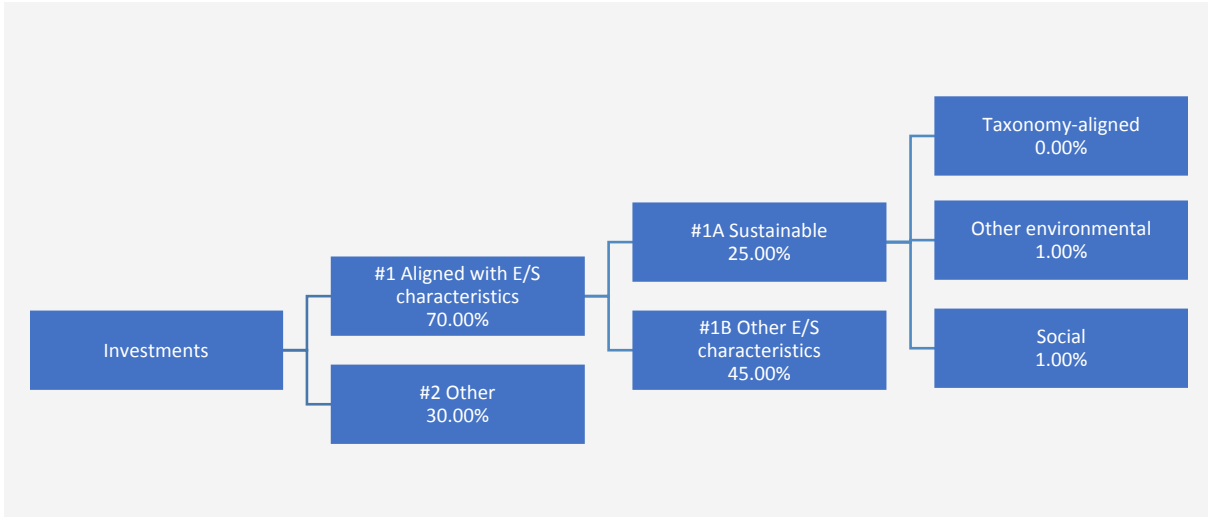 Investments
#1 Aligned with E/S
characteristics
70.00%
#2 Other
30.00%
#1A Sustainable
25.00%
#1B Other E/S
characteristics
45.00%
Taxonomy-aligned
0.00%
Other environmental
1.00%
Social
1.00%